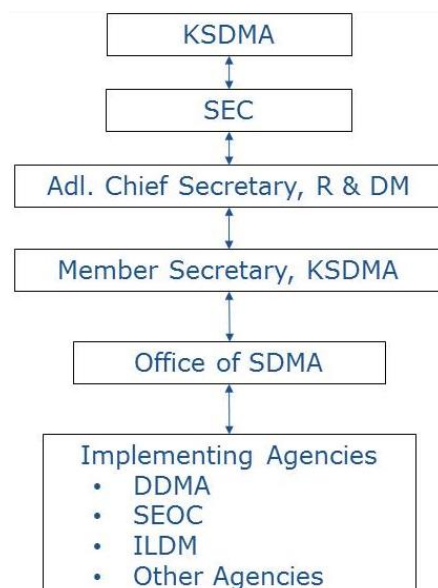 KSDMA
SEC
Adl. Chief Secretary, R & DM
Member Secretary, KSDMA
Office of SDMA
Implementing Agencies
• DDMA
• SEOC
• ILDM
• Other Agencies